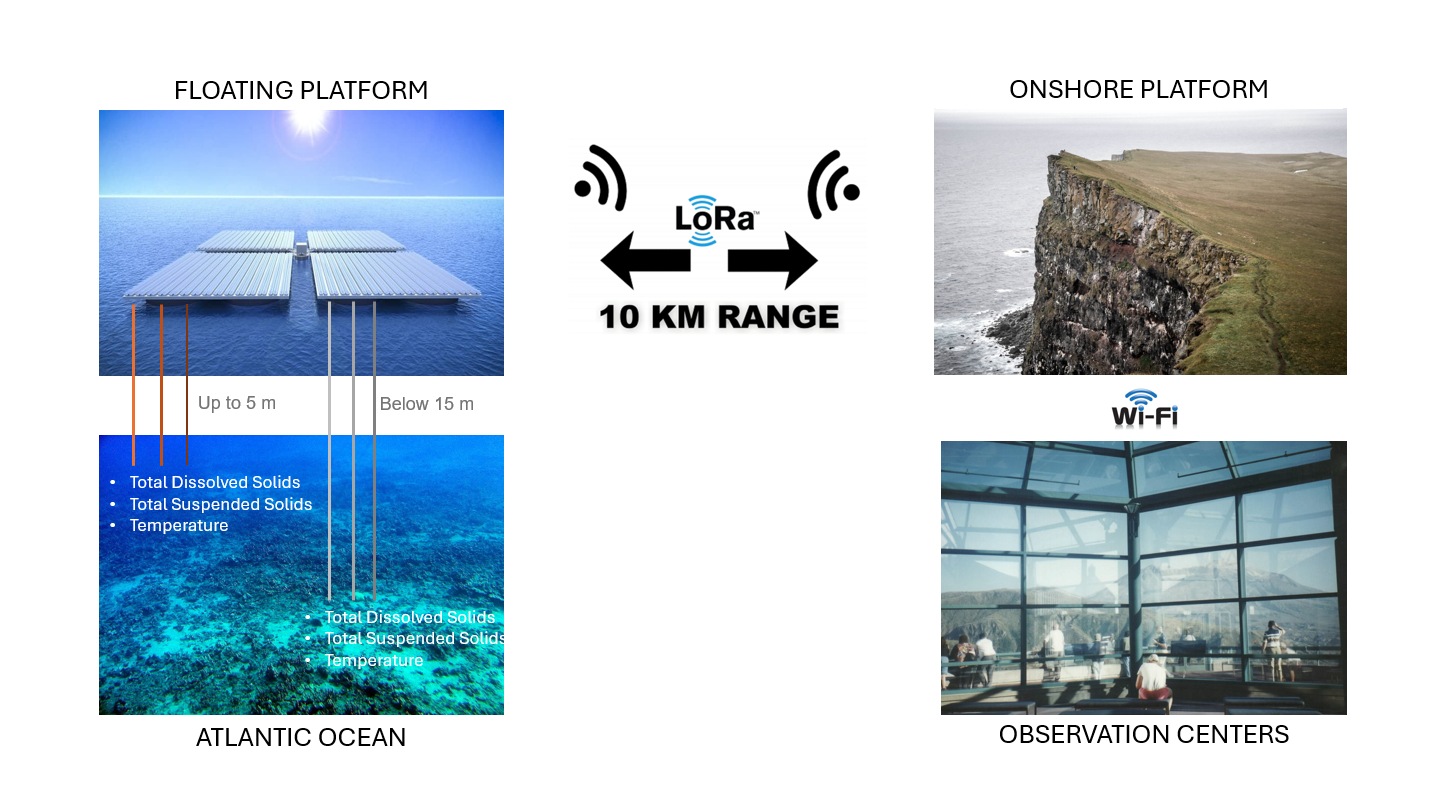 FLOATING PLATFORM
ONSHORE PLATFORM
LoRa™
10 KM RANGE
Up to 5 m
Below 15 m
Wi-Fi
• Total Dissolved Solids
• Total Suspended Solids
• Temperature
• Total Dissolved Solids
• Total Suspended Solids
• Temperature
ATLANTIC OCEAN
OBSERVATION CENTERS